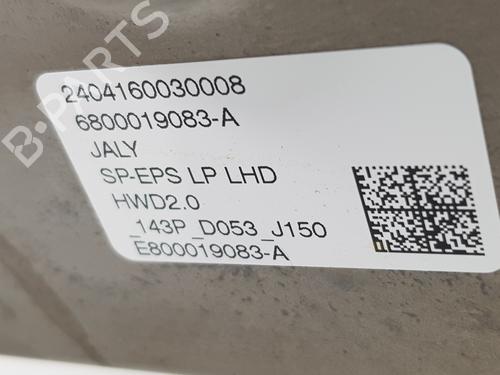 B-PARTS
2404160030008
6800019083-A
JALY
SP-EPS LP LHD
HWD2.0
_143P_D053_J150
E800019083-A